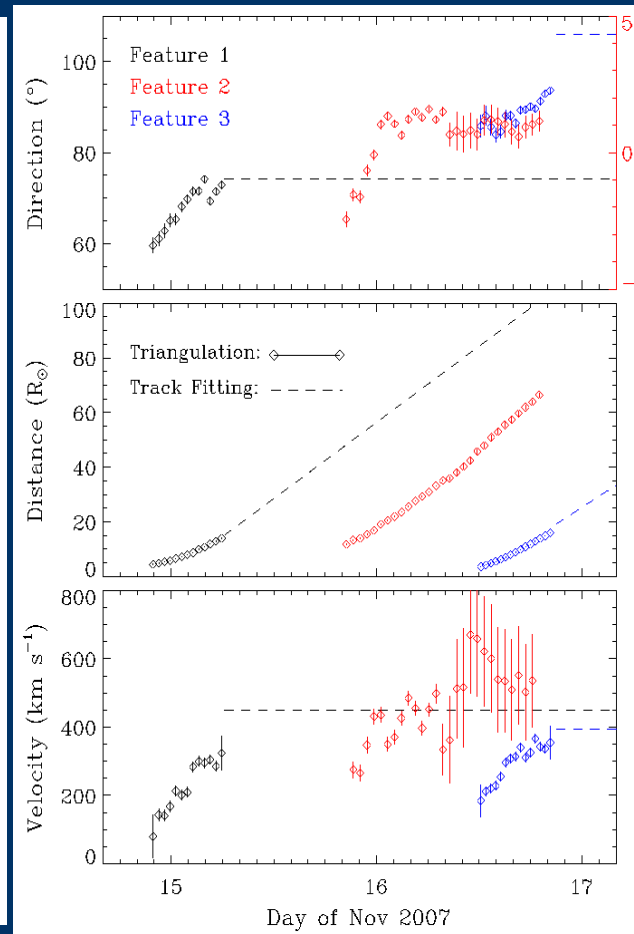 Feature 1
Feature 2
Feature 3
Direction (°)
100
80
60
5
0
Triangulation:
Track Fitting:
Distance (R☉)
100
80
60
40
20
0
Velocity (km s⁻¹)
800
600
400
200
0
15
16
17
Day of Nov 2007